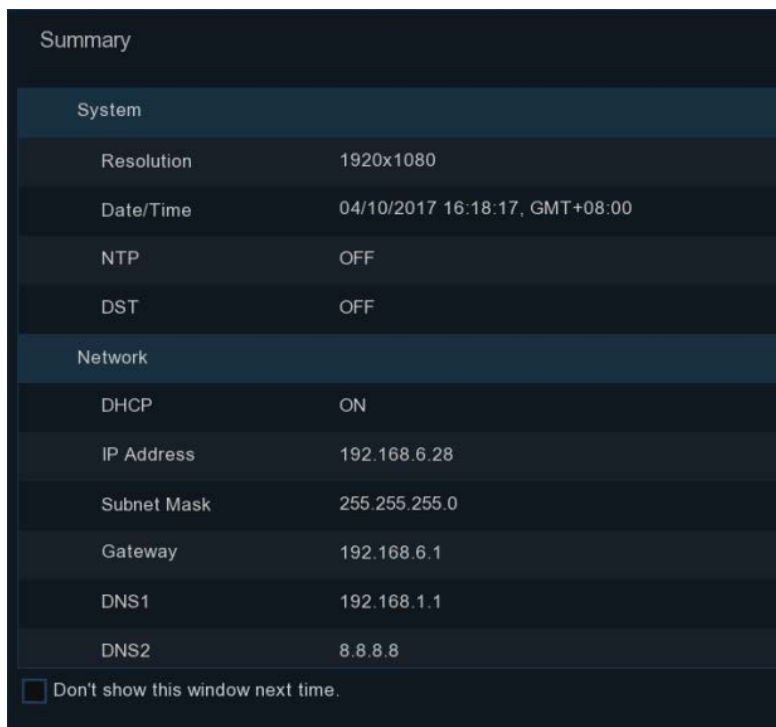 Summary
System
Resolution 1920x1080
Date/Time 04/10/2017 16:18:17, GMT+08:00
NTP OFF
DST OFF
Network
DHCP ON
IP Address 192.168.6.28
Subnet Mask 255.255.255.0
Gateway 192.168.6.1
DNS1 192.168.1.1
DNS2 8.8.8.8
Don't show this window next time.